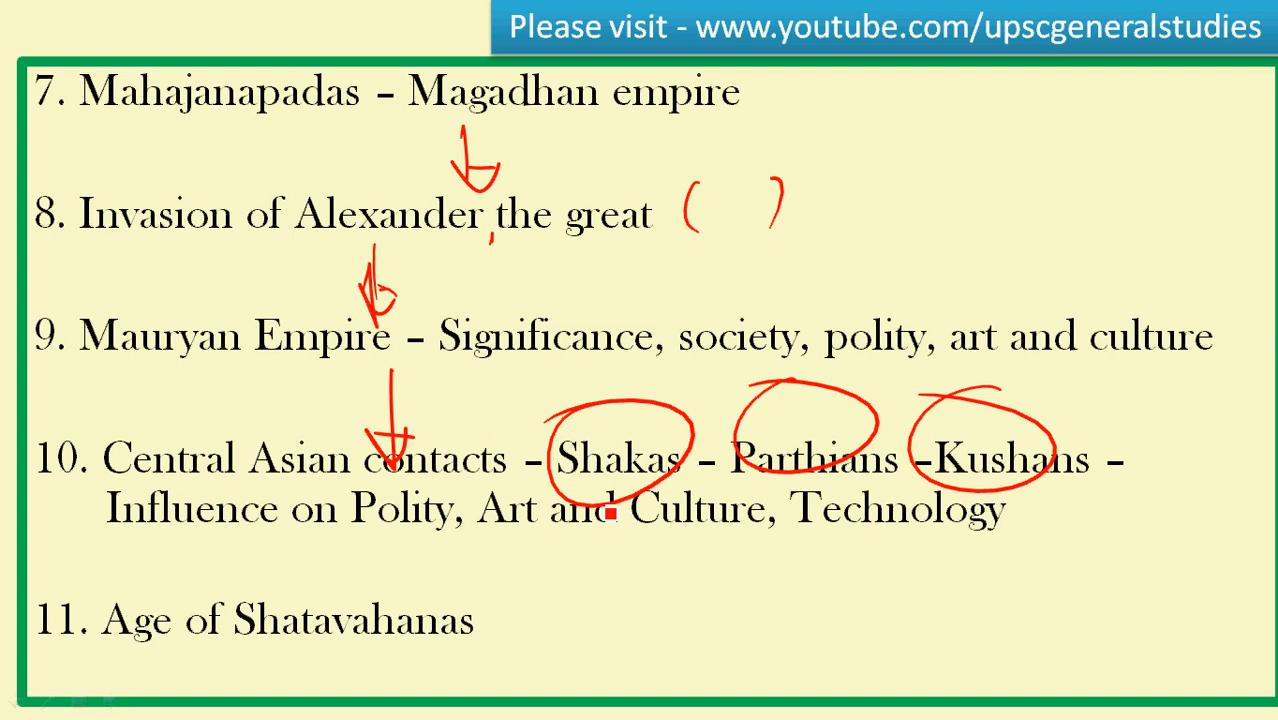 Please visit - www.youtube.com/upscgeneralstudies
7. Mahajanapadas – Magadhan empire
8. Invasion of Alexander the great ( )
9. Mauryan Empire – Significance, society, polity, art and culture
10. Central Asian contacts – Shakas – Parthians –Kushans –
Influence on Polity, Art and Culture, Technology
11. Age of Shatavahanas